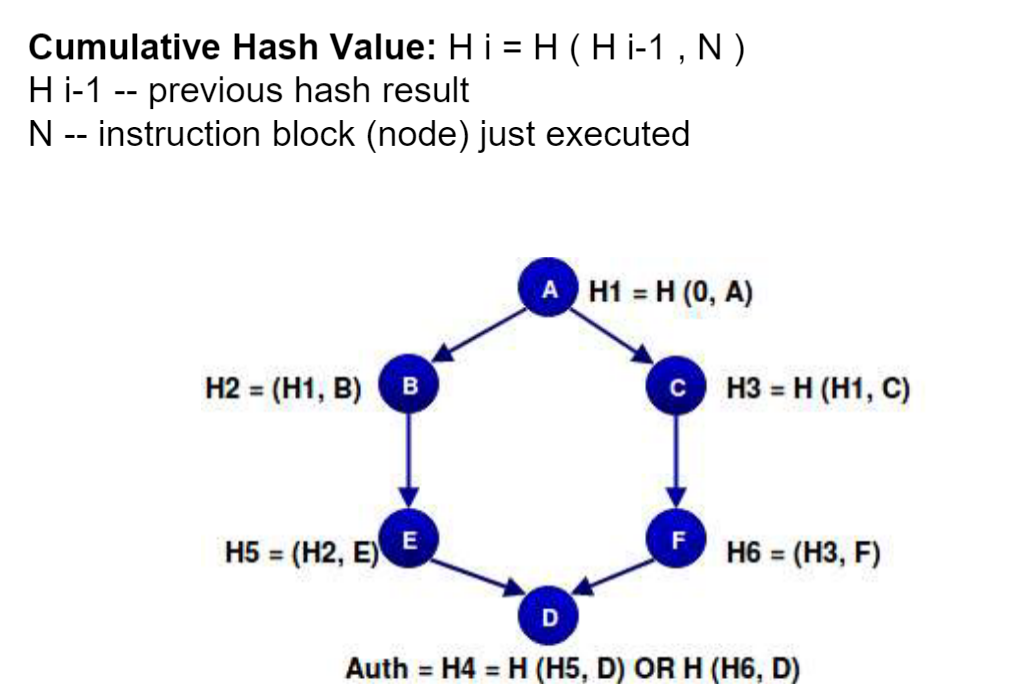 Cumulative Hash Value: H i = H ( H i-1 , N )
H i-1 -- previous hash result
N -- instruction block (node) just executed
A
H1 = H (0, A)
H2 = (H1, B)
B
C
H3 = H (H1, C)
H5 = (H2, E)
E
F
H6 = (H3, F)
D
Auth = H4 = H (H5, D) OR H (H6, D)